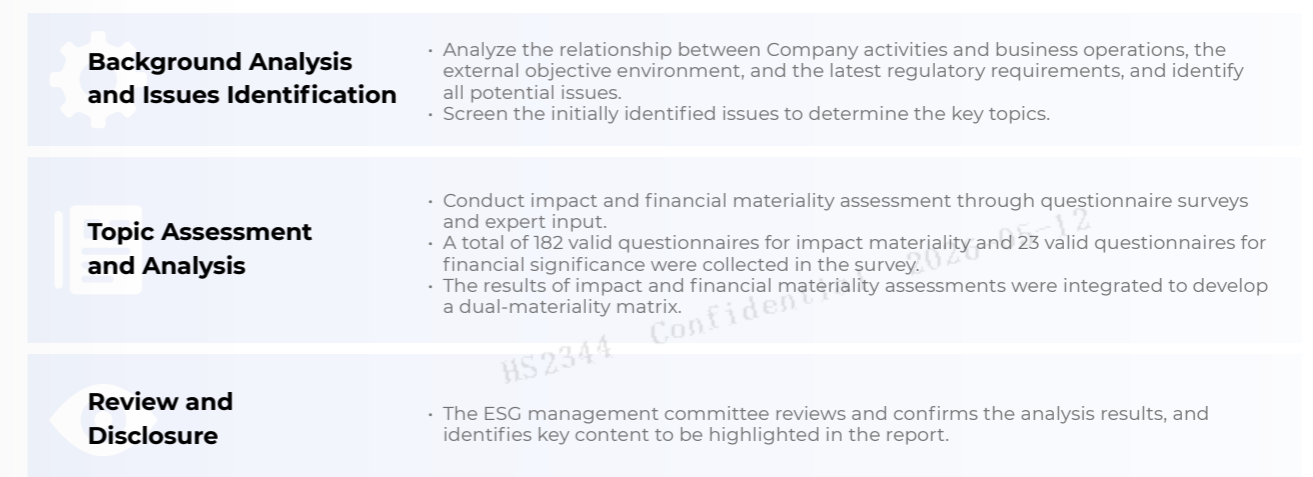 Background Analysis
and Issues Identification
• Analyze the relationship between Company activities and business operations, the
external objective environment, and the latest regulatory requirements, and identify
all potential issues.
• Screen the initially identified issues to determine the key topics.
Topic Assessment
and Analysis
• Conduct impact and financial materiality assessment through questionnaire surveys
and expert input.
• A total of 182 valid questionnaires for impact materiality and 23 valid questionnaires for
financial significance were collected in the survey.
• The results of impact and financial materiality assessments were integrated to develop
a dual-materiality matrix.
HS2344 Confidential 2026-05-12
Review and
Disclosure
• The ESG management committee reviews and confirms the analysis results, and
identifies key content to be highlighted in the report.